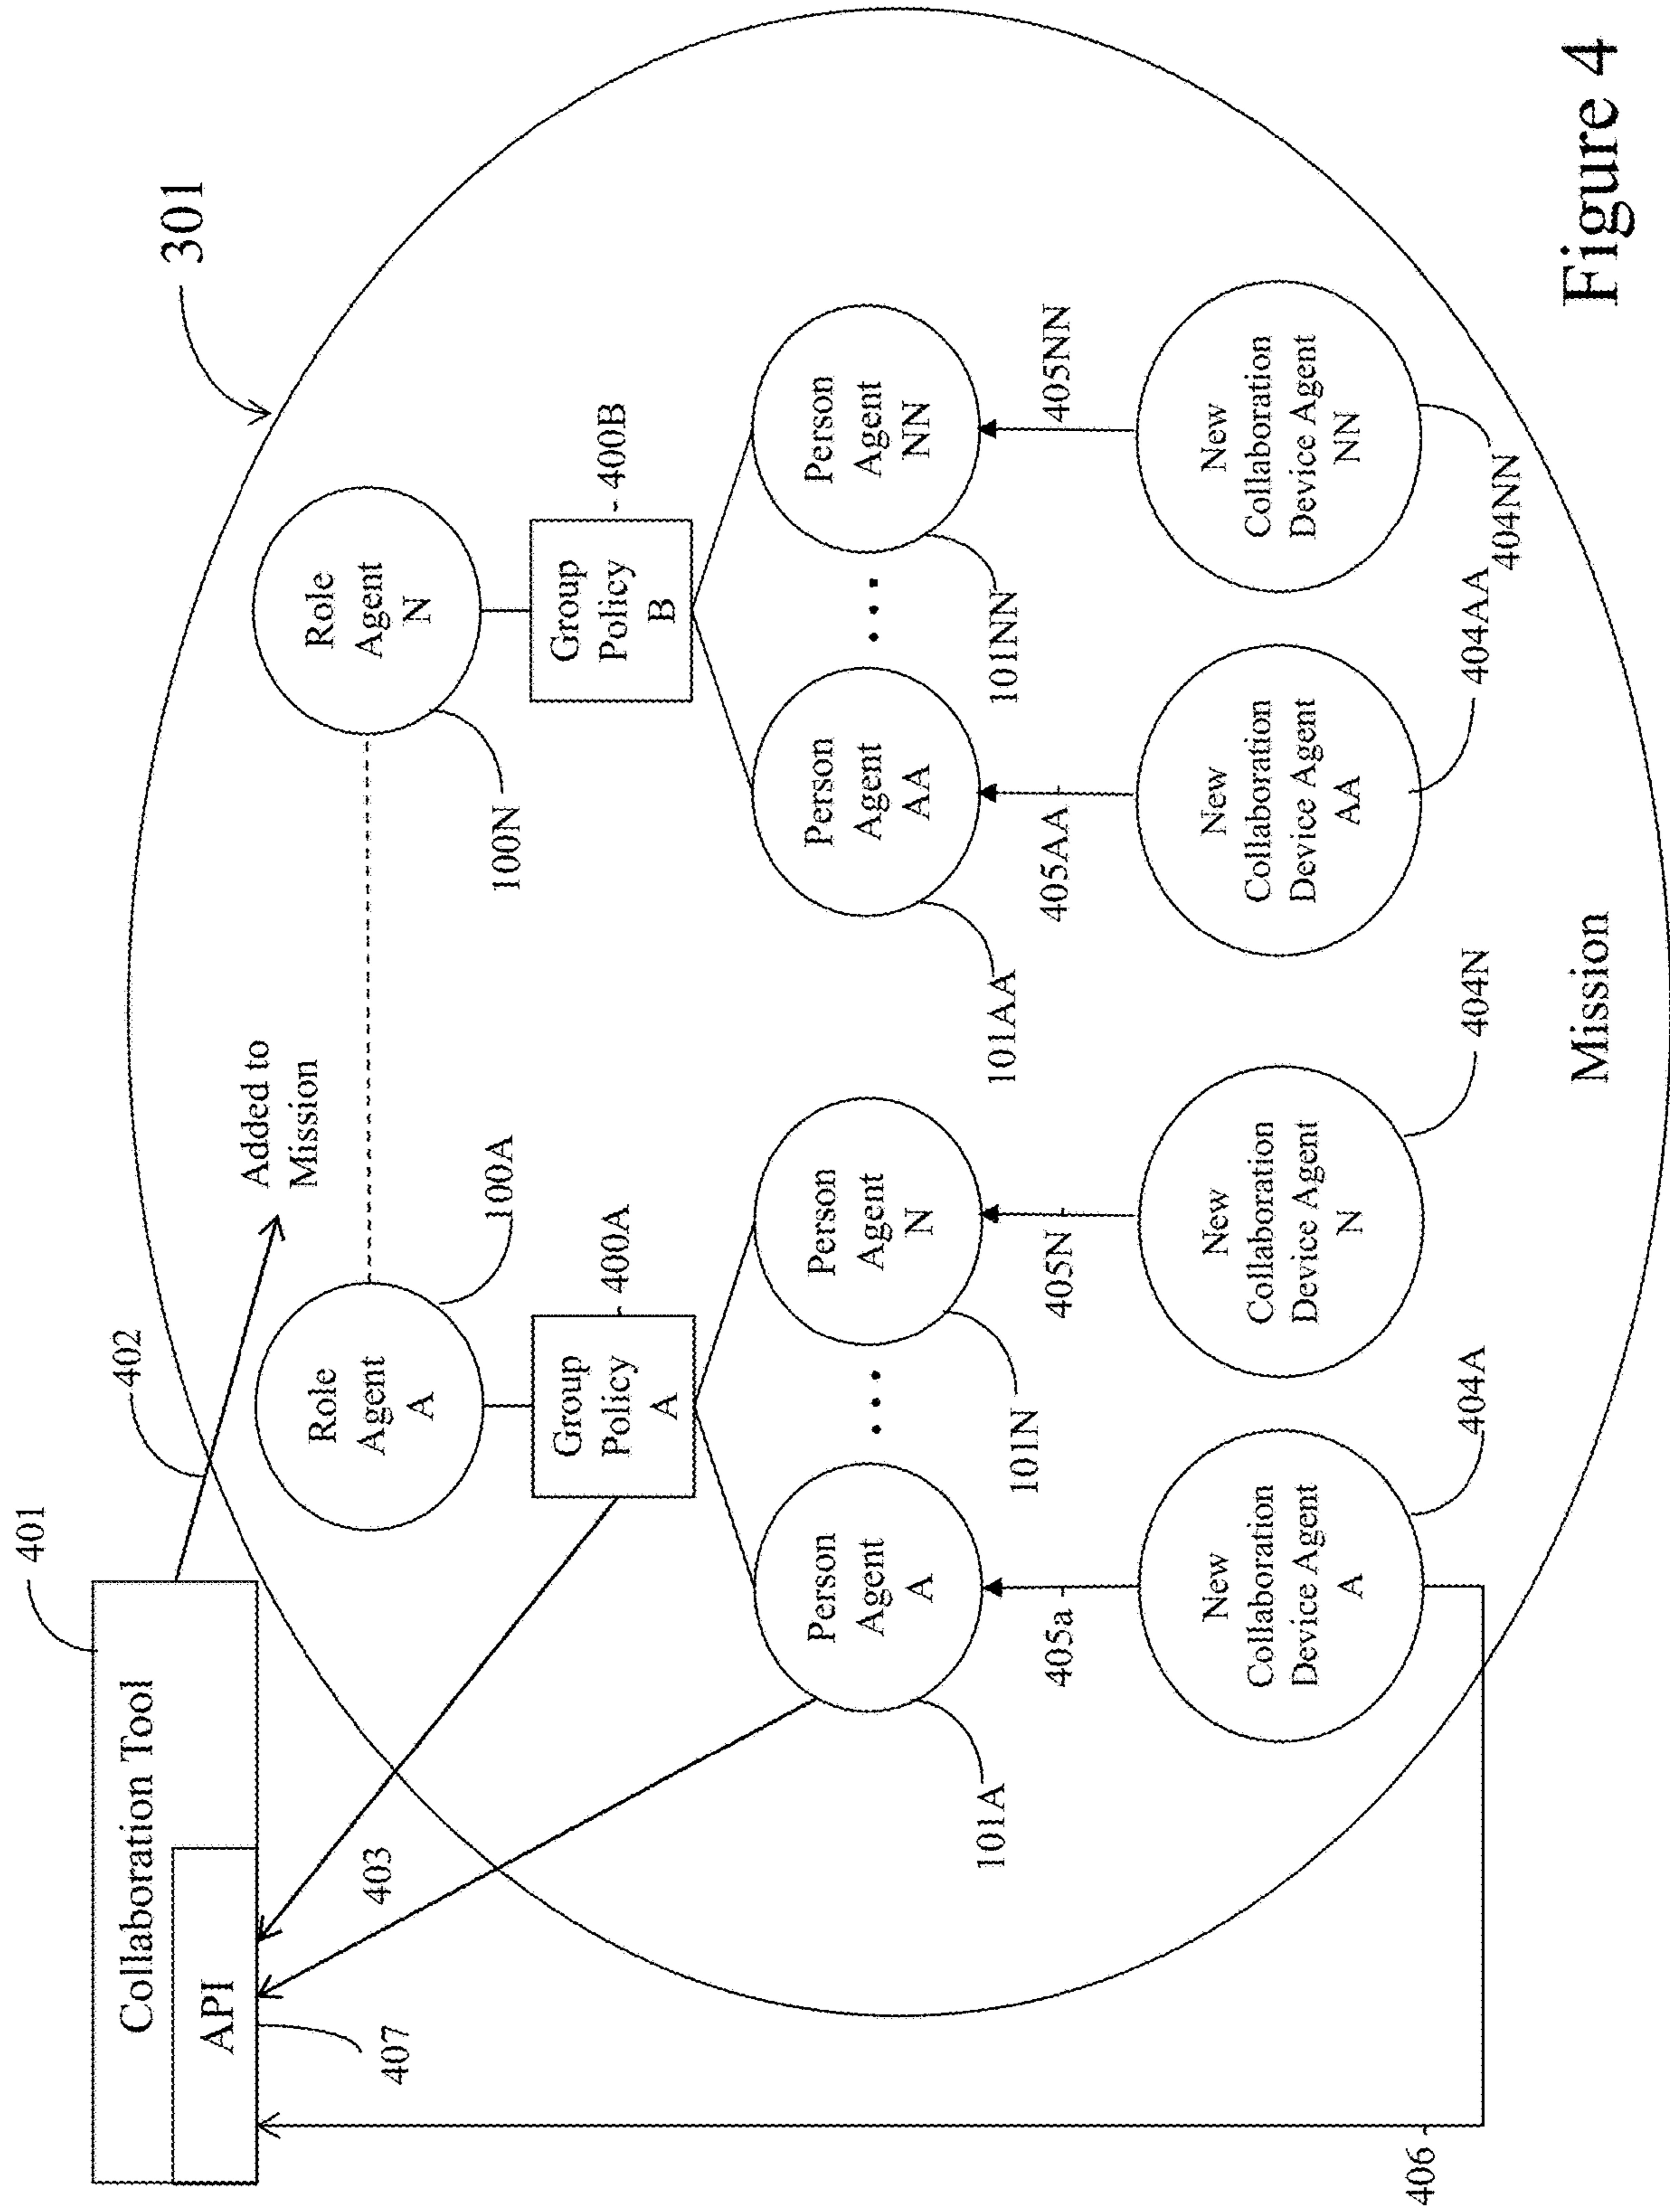 401
Collaboration Tool
API
407
402
403
406
Added to
Mission
301
Role
Agent
A
100A
Role
Agent
N
100N
Group
Policy
A
400A
Group
Policy
B
400B
Person
Agent
A
101A
Person
Agent
N
101N
Person
Agent
AA
101AA
Person
Agent
NN
101NN
405a
405N
405AA
405NN
New
Collaboration
Device Agent
A
404A
New
Collaboration
Device Agent
N
404N
New
Collaboration
Device Agent
AA
404AA
New
Collaboration
Device Agent
NN
404NN
Mission
Figure 4